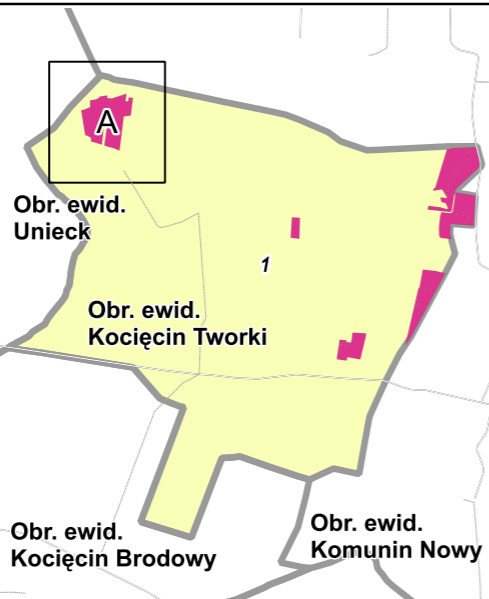 A
Obr. ewid.
Unieck
1
Obr. ewid.
Kocięcin Tworki
Obr. ewid.
Kocięcin Brodowy
Obr. ewid.
Komunin Nowy